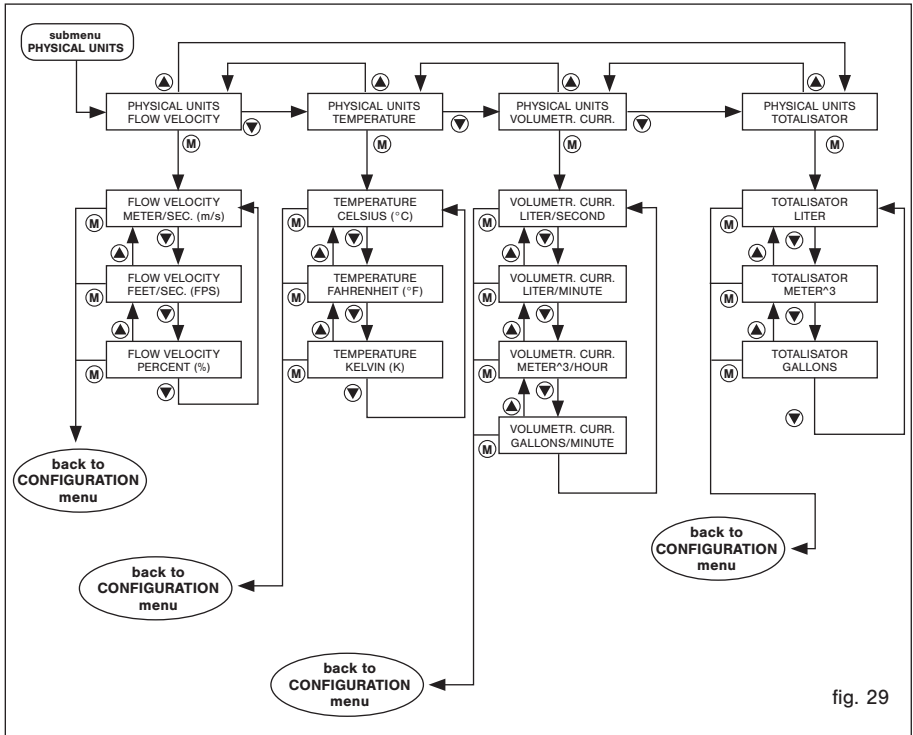 submenu
PHYSICAL UNITS
PHYSICAL UNITS
FLOW VELOCITY
PHYSICAL UNITS
TEMPERATURE
PHYSICAL UNITS
VOLUMETR. CURR.
PHYSICAL UNITS
TOTALISATOR
M
M
M
M
FLOW VELOCITY
METER/SEC. (m/s)
M
FLOW VELOCITY
FEET/SEC. (FPS)
M
FLOW VELOCITY
PERCENT (%)
M
back to
CONFIGURATION
menu
TEMPERATURE
CELSIUS (°C)
M
TEMPERATURE
FAHRENHEIT (°F)
M
TEMPERATURE
KELVIN (K)
M
back to
CONFIGURATION
menu
VOLUMETR. CURR.
LITER/SECOND
M
VOLUMETR. CURR.
LITER/MINUTE
M
VOLUMETR. CURR.
METER^3/HOUR
M
VOLUMETR. CURR.
GALLONS/MINUTE
M
back to
CONFIGURATION
menu
TOTALISATOR
LITER
M
TOTALISATOR
METER^3
M
TOTALISATOR
GALLONS
M
back to
CONFIGURATION
menu
fig. 29